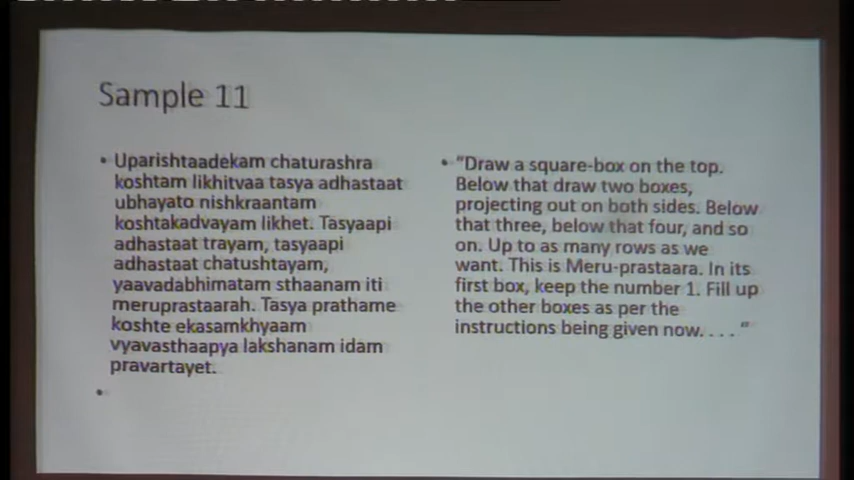 Sample 11
• Uparishtaadekam chaturashra
koshtam likhitvaa tasya adhastaat
ubhayato nishkraantam
koshtakadvayam likhet. Tasyaapi
adhastaat trayam, tasyaapi
adhastaat chatushtayam,
yaavadabhimatam sthaanam iti
meruprastaarah. Tasya prathame
koshte ekasamkhyaam
vyavasthaapya lakshanam idam
pravartayet.
•
• "Draw a square-box on the top.
Below that draw two boxes,
projecting out on both sides. Below
that three, below that four, and so
on. Up to as many rows as we
want. This is Meru-prastaara. In its
first box, keep the number 1. Fill up
the other boxes as per the
instructions being given now. . . . "